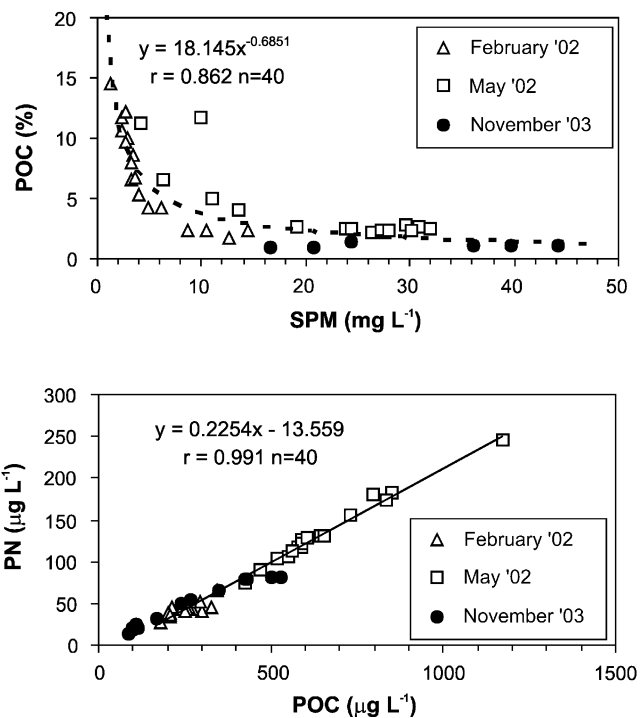 20
15
10
5
0
POC (%)
y = 18.145x^-0.6851
r = 0.862 n=40
February '02
May '02
November '03
0 10 20 30 40 50
SPM (mg L^-1)
300
250
200
150
100
50
0
PN (µg L^-1)
y = 0.2254x - 13.559
r = 0.991 n=40
February '02
May '02
November '03
0 500 1000 1500
POC (µg L^-1)